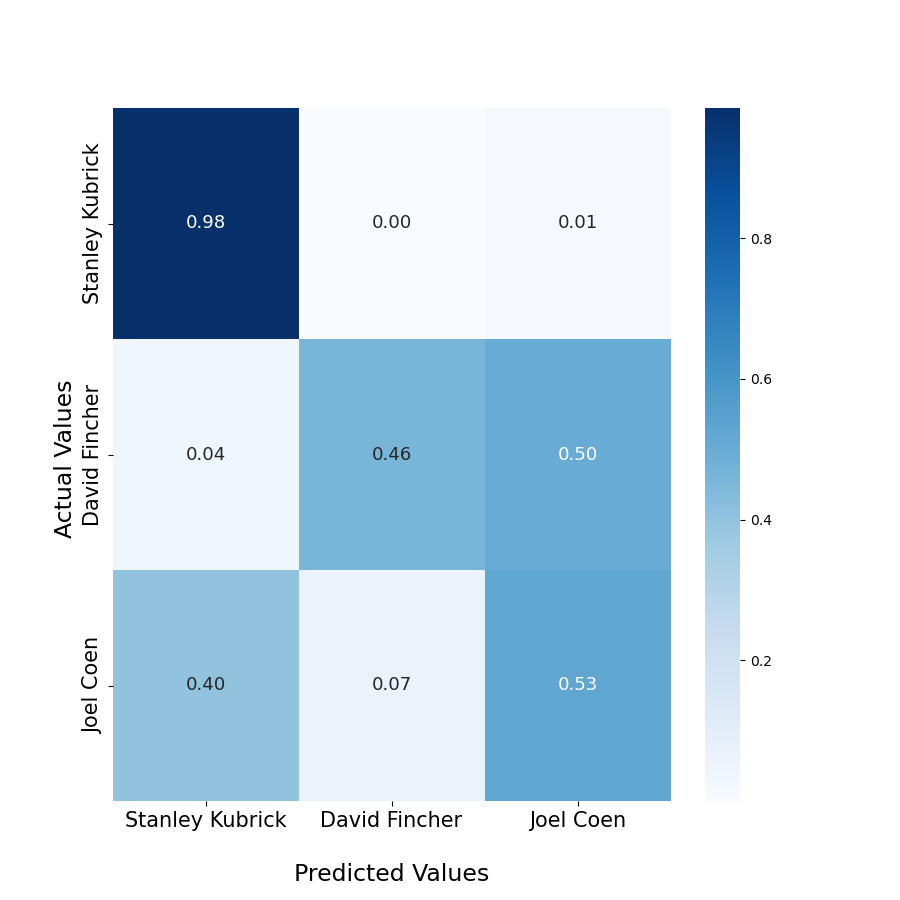 Actual Values
Stanley Kubrick
0.98 0.00 0.01
David Fincher
0.04 0.46 0.50
Joel Coen
0.40 0.07 0.53
Stanley Kubrick David Fincher Joel Coen
Predicted Values
0.8
0.6
0.4
0.2